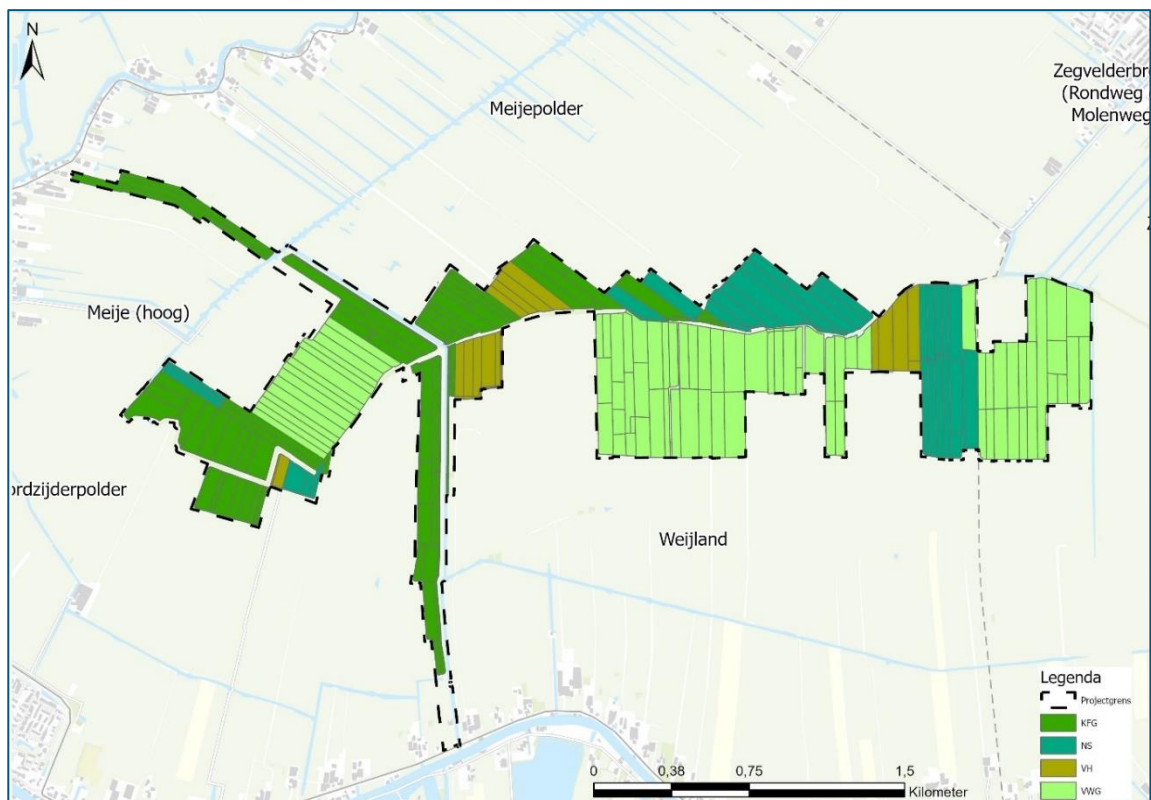 N
Zegvelderbr
(Rondweg
Molenweg
Meijepolder
Meije (hoog)
ordzijderpolder
Weijland
Legenda
Projectgrens
KFG
NS
VH
VWG
0 0,38 0,75 1,5
Kilometer